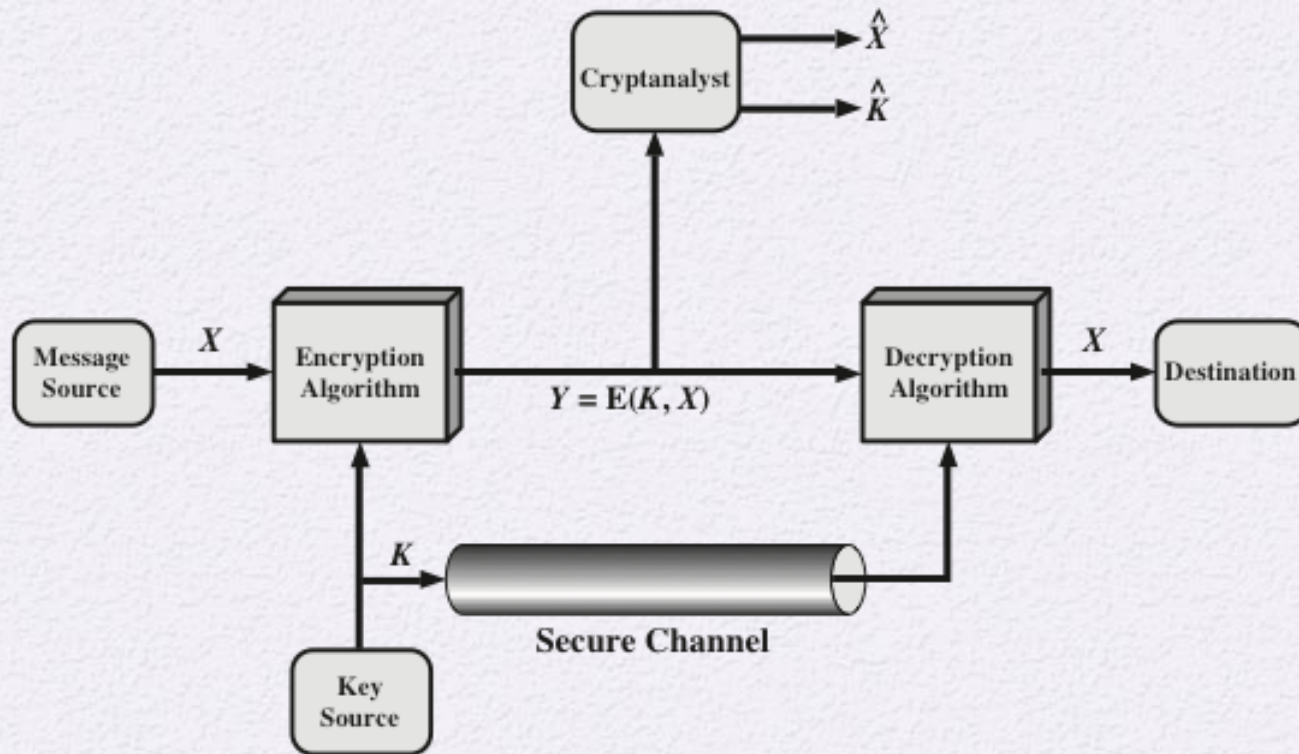 Cryptanalyst
X̂
K̂
Message
Source
X
Encryption
Algorithm
Y = E(K, X)
Decryption
Algorithm
X
Destination
K
Secure Channel
Key
Source